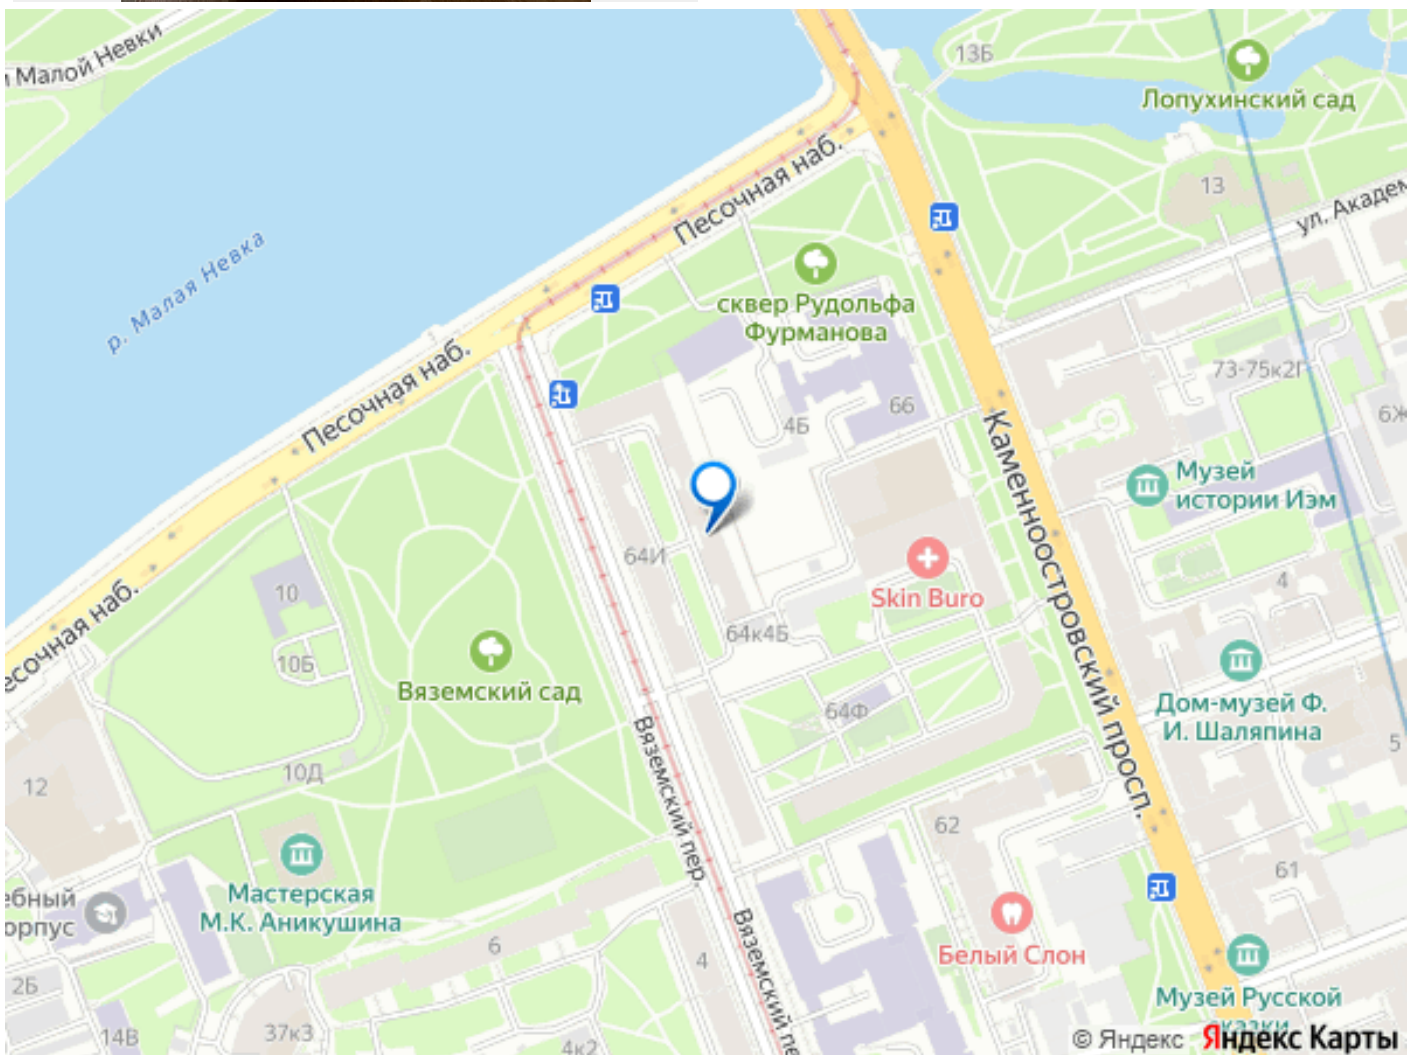 Малой Невки
13Б
Лопухинский сад
Песочная наб.
13
ул. Академ
р. Малая Невка
сквер Рудольфа
Фурманова
Песочная наб.
73-75к2Г
66
4Б
6Ж
Каменноостровский просп.
Музей
истории ИЭМ
64И
Skin Buro
10
4
64к4Б
есочная наб.
10Б
Вяземский сад
64Ф
Дом-музей Ф.
И. Шаляпина
5
Вяземский пер.
10Д
12
62
61
Мастерская
М.К. Аникушина
ебный
орпус
Вяземский пе
6
4
Белый Слон
2Б
Музей Русской
сказки
14В
37к3
4к2
© Яндекс Яндекс Карты